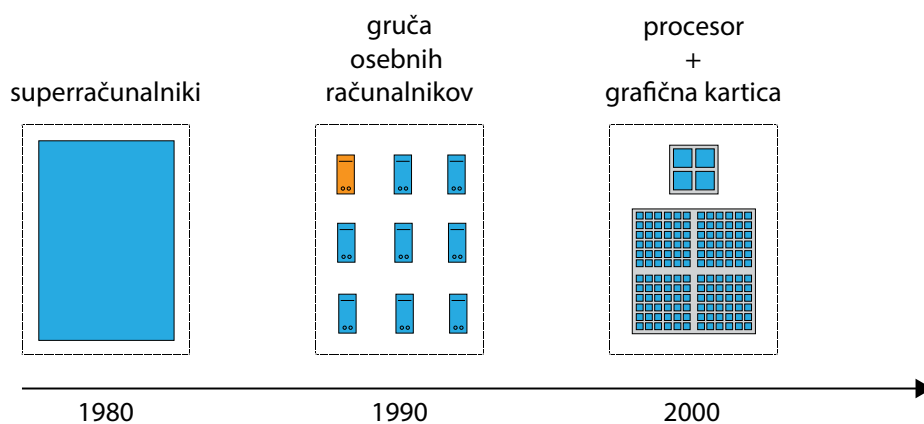 superračunalniki
gruča
osebnih
računalnikov
procesor
+
grafična kartica
1980
1990
2000